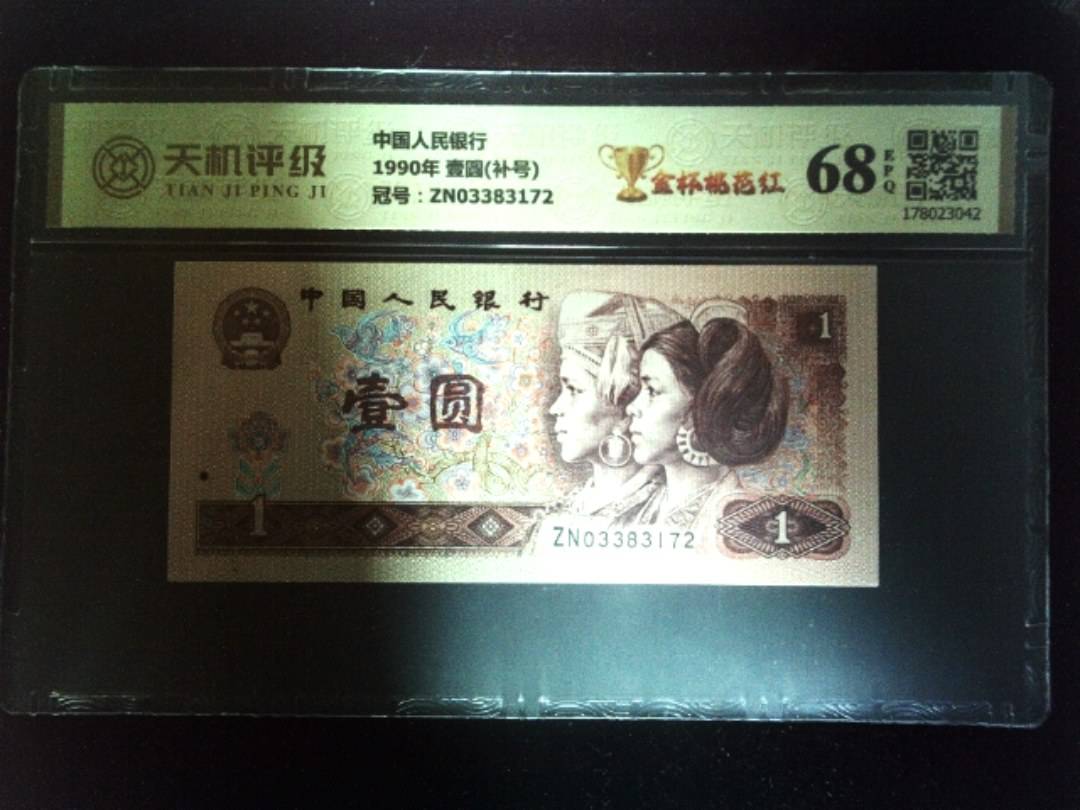 天机评级
TIAN JI PING JI
中国人民银行
1990年 壹圆(补号)
冠号：ZN03383172
金杯桃花红
68
EPQ
178023042
中国人民银行
1
壹圆
1
ZN03383172
1